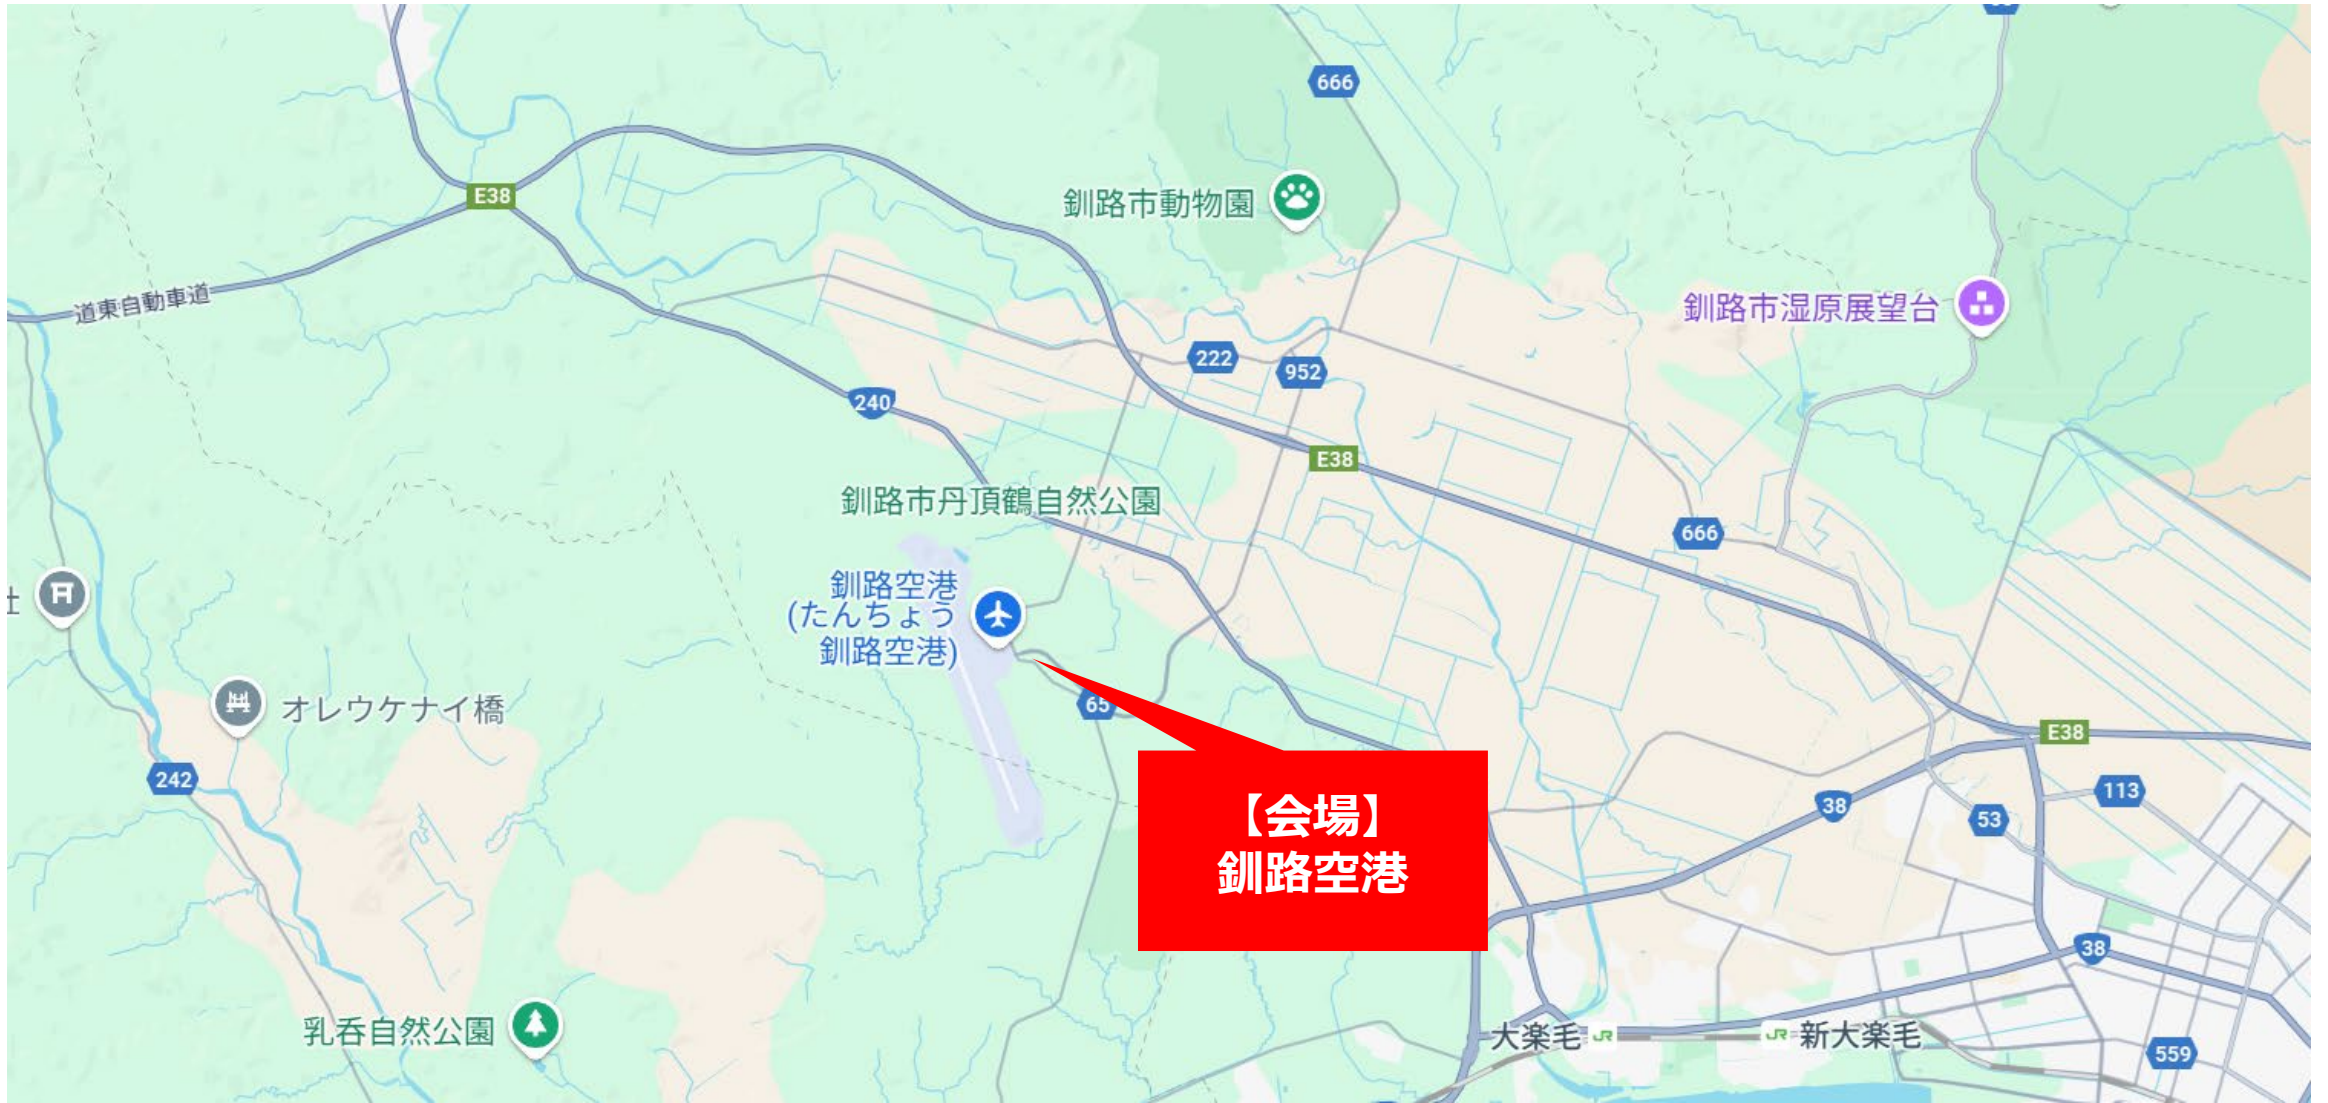 666
E38
釧路市動物園
道東自動車道
釧路市湿原展望台
222
952
240
E38
釧路市丹頂鶴自然公園
666
釧路空港
(たんちょう
釧路空港)
オレウケナイ橋
65
E38
242
113
38
53
【会場】
釧路空港
38
乳呑自然公園
大楽毛
JR
JR
新大楽毛
559